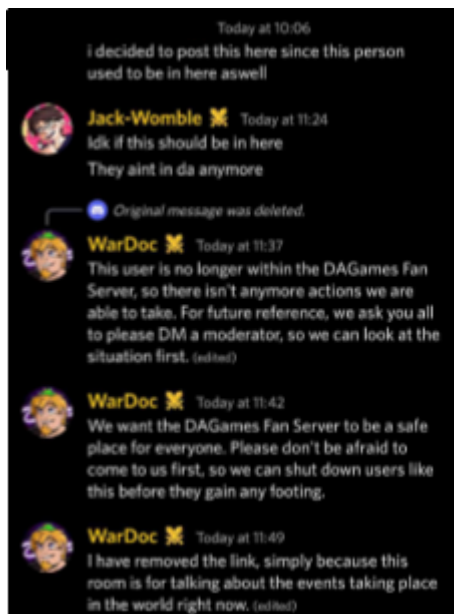 Today at 10:06
i decided to post this here since this person
used to be in here aswell
Jack-Womble Today at 11:24
Idk if this should be in here
They aint in da anymore
Original message was deleted.
WarDoc Today at 11:37
This user is no longer within the DAGames Fan
Server, so there isn't anymore actions we are
able to take. For future reference, we ask you all
to please DM a moderator, so we can look at the
situation first. (edited)
WarDoc Today at 11:42
We want the DAGames Fan Server to be a safe
place for everyone. Please don't be afraid to
come to us first, so we can shut down users like
this before they gain any footing.
WarDoc Today at 11:49
I have removed the link, simply because this
room is for talking about the events taking place
in the world right now. (edited)